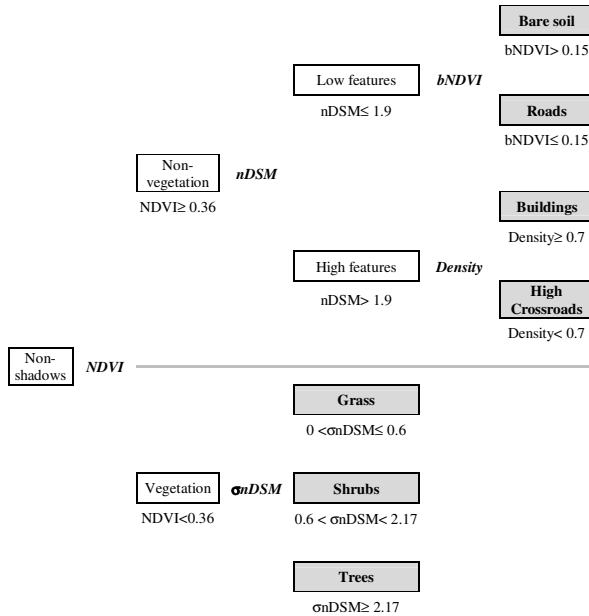 Bare soil
bNDVI> 0.15
Low features
bNDVI
nDSM≤ 1.9
Roads
bNDVI≤ 0.15
Non-
vegetation
nDSM
NDVI≥ 0.36
Buildings
Density≥ 0.7
High features
Density
nDSM> 1.9
High
Crossroads
Density< 0.7
Non-
shadows
NDVI
Grass
0 <σnDSM≤ 0.6
Vegetation
σnDSM
Shrubs
NDVI<0.36
0.6 < σnDSM< 2.17
Trees
σnDSM≥ 2.17